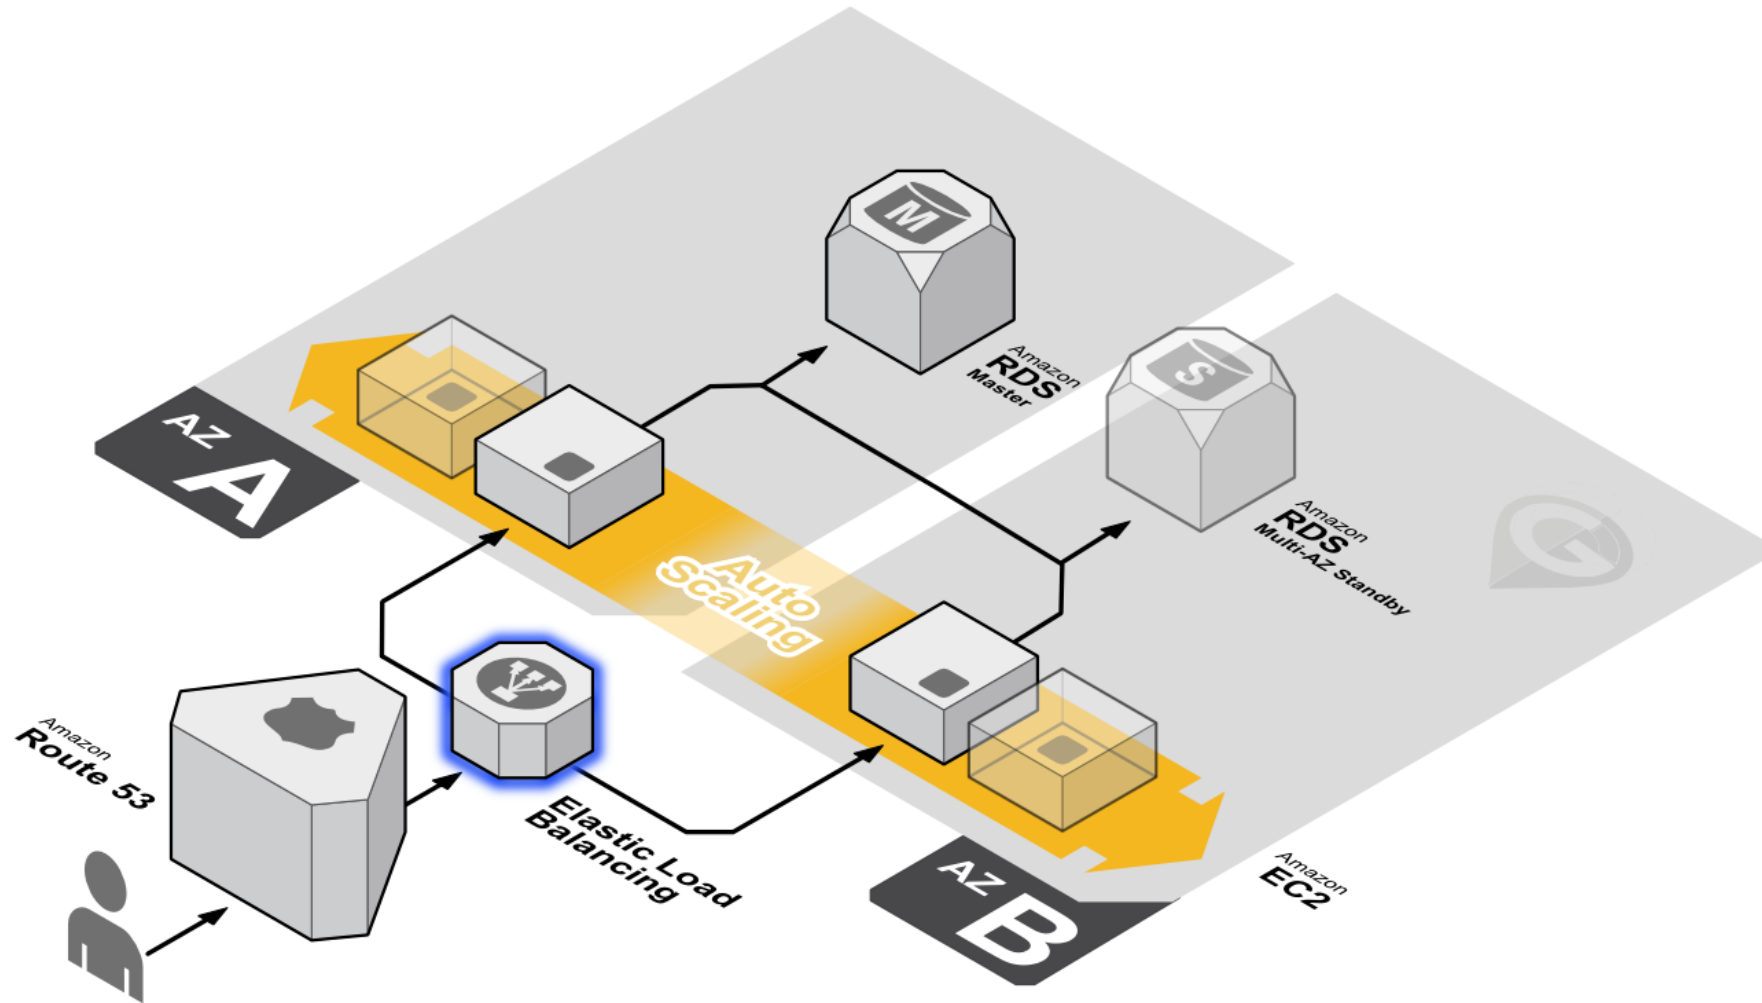 M
Amazon
RDS
Master
S
Amazon
RDS
Multi-AZ Standby
AZ
A
Auto
Scaling
Amazon
Route 53
Elastic Load
Balancing
AZ
B
Amazon
EC2
G